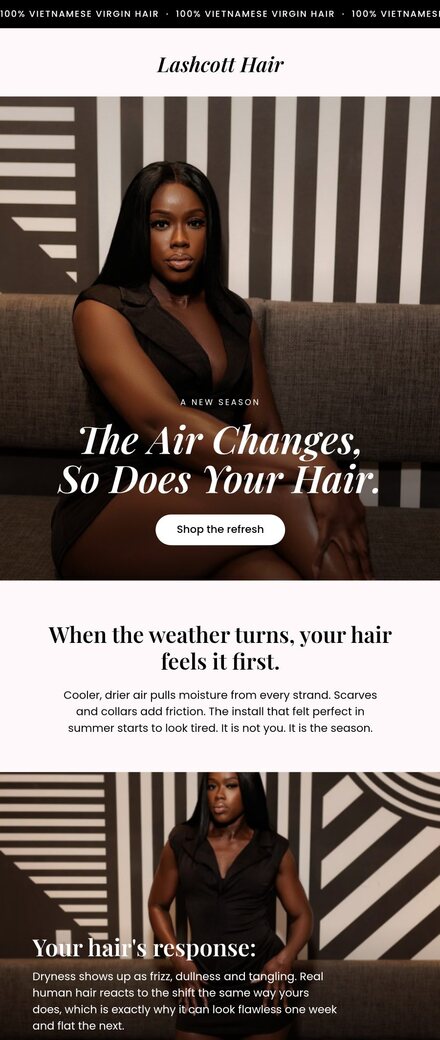 100% VIETNAMESE VIRGIN HAIR · 100% VIETNAMESE VIRGIN HAIR · 100% VIETNAMESE
Lashcott Hair
A NEW SEASON
The Air Changes,
So Does Your Hair.
Shop the refresh
When the weather turns, your hair
feels it first.
Cooler, drier air pulls moisture from every strand. Scarves
and collars add friction. The install that felt perfect in
summer starts to look tired. It is not you. It is the season.
Your hair's response:
Dryness shows up as frizz, dullness and tangling. Real
human hair reacts to the shift the same way yours
does, which is exactly why it can look flawless one week
and flat the next.